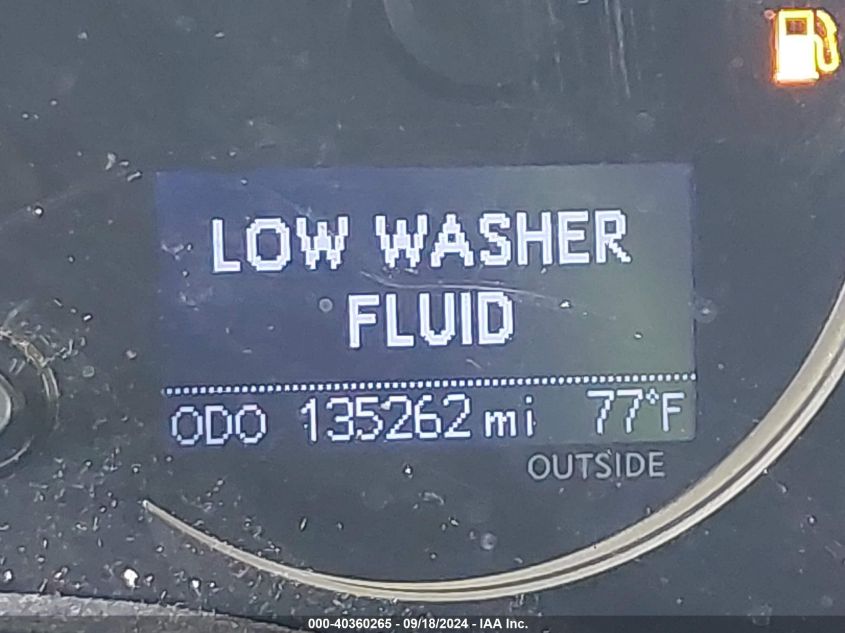 LOW WASHER
FLUID
ODO 135262 mi 77°F
OUTSIDE
000-40360265 - 09/18/2024 - IAA Inc.